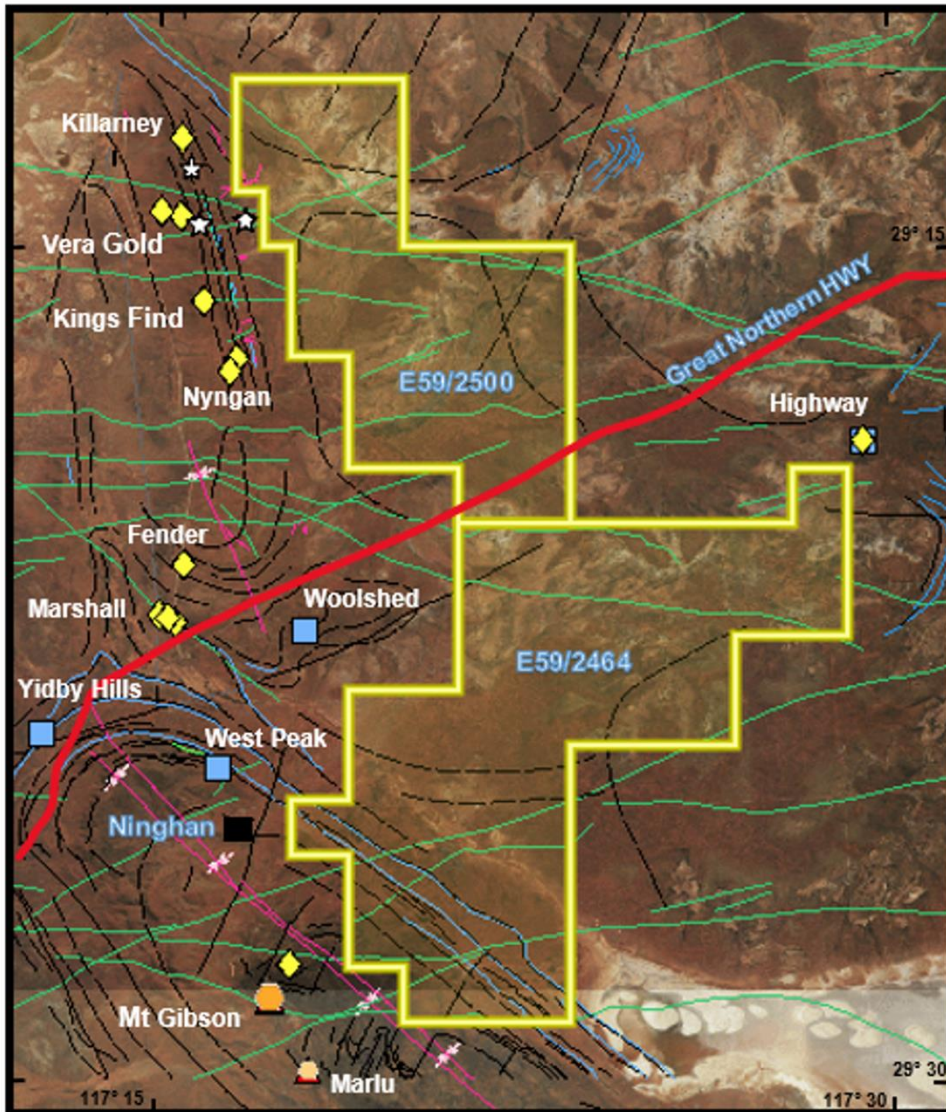 Killarney
Vera Gold
29° 15
Kings Find
Great Northern HWY
E59/2500
Nyngan
Highway
Fender
Marshall
Woolshed
E59/2464
Yidby Hills
West Peak
Ninghan
Mt Gibson
Marlu
29° 30
117° 15
117° 30